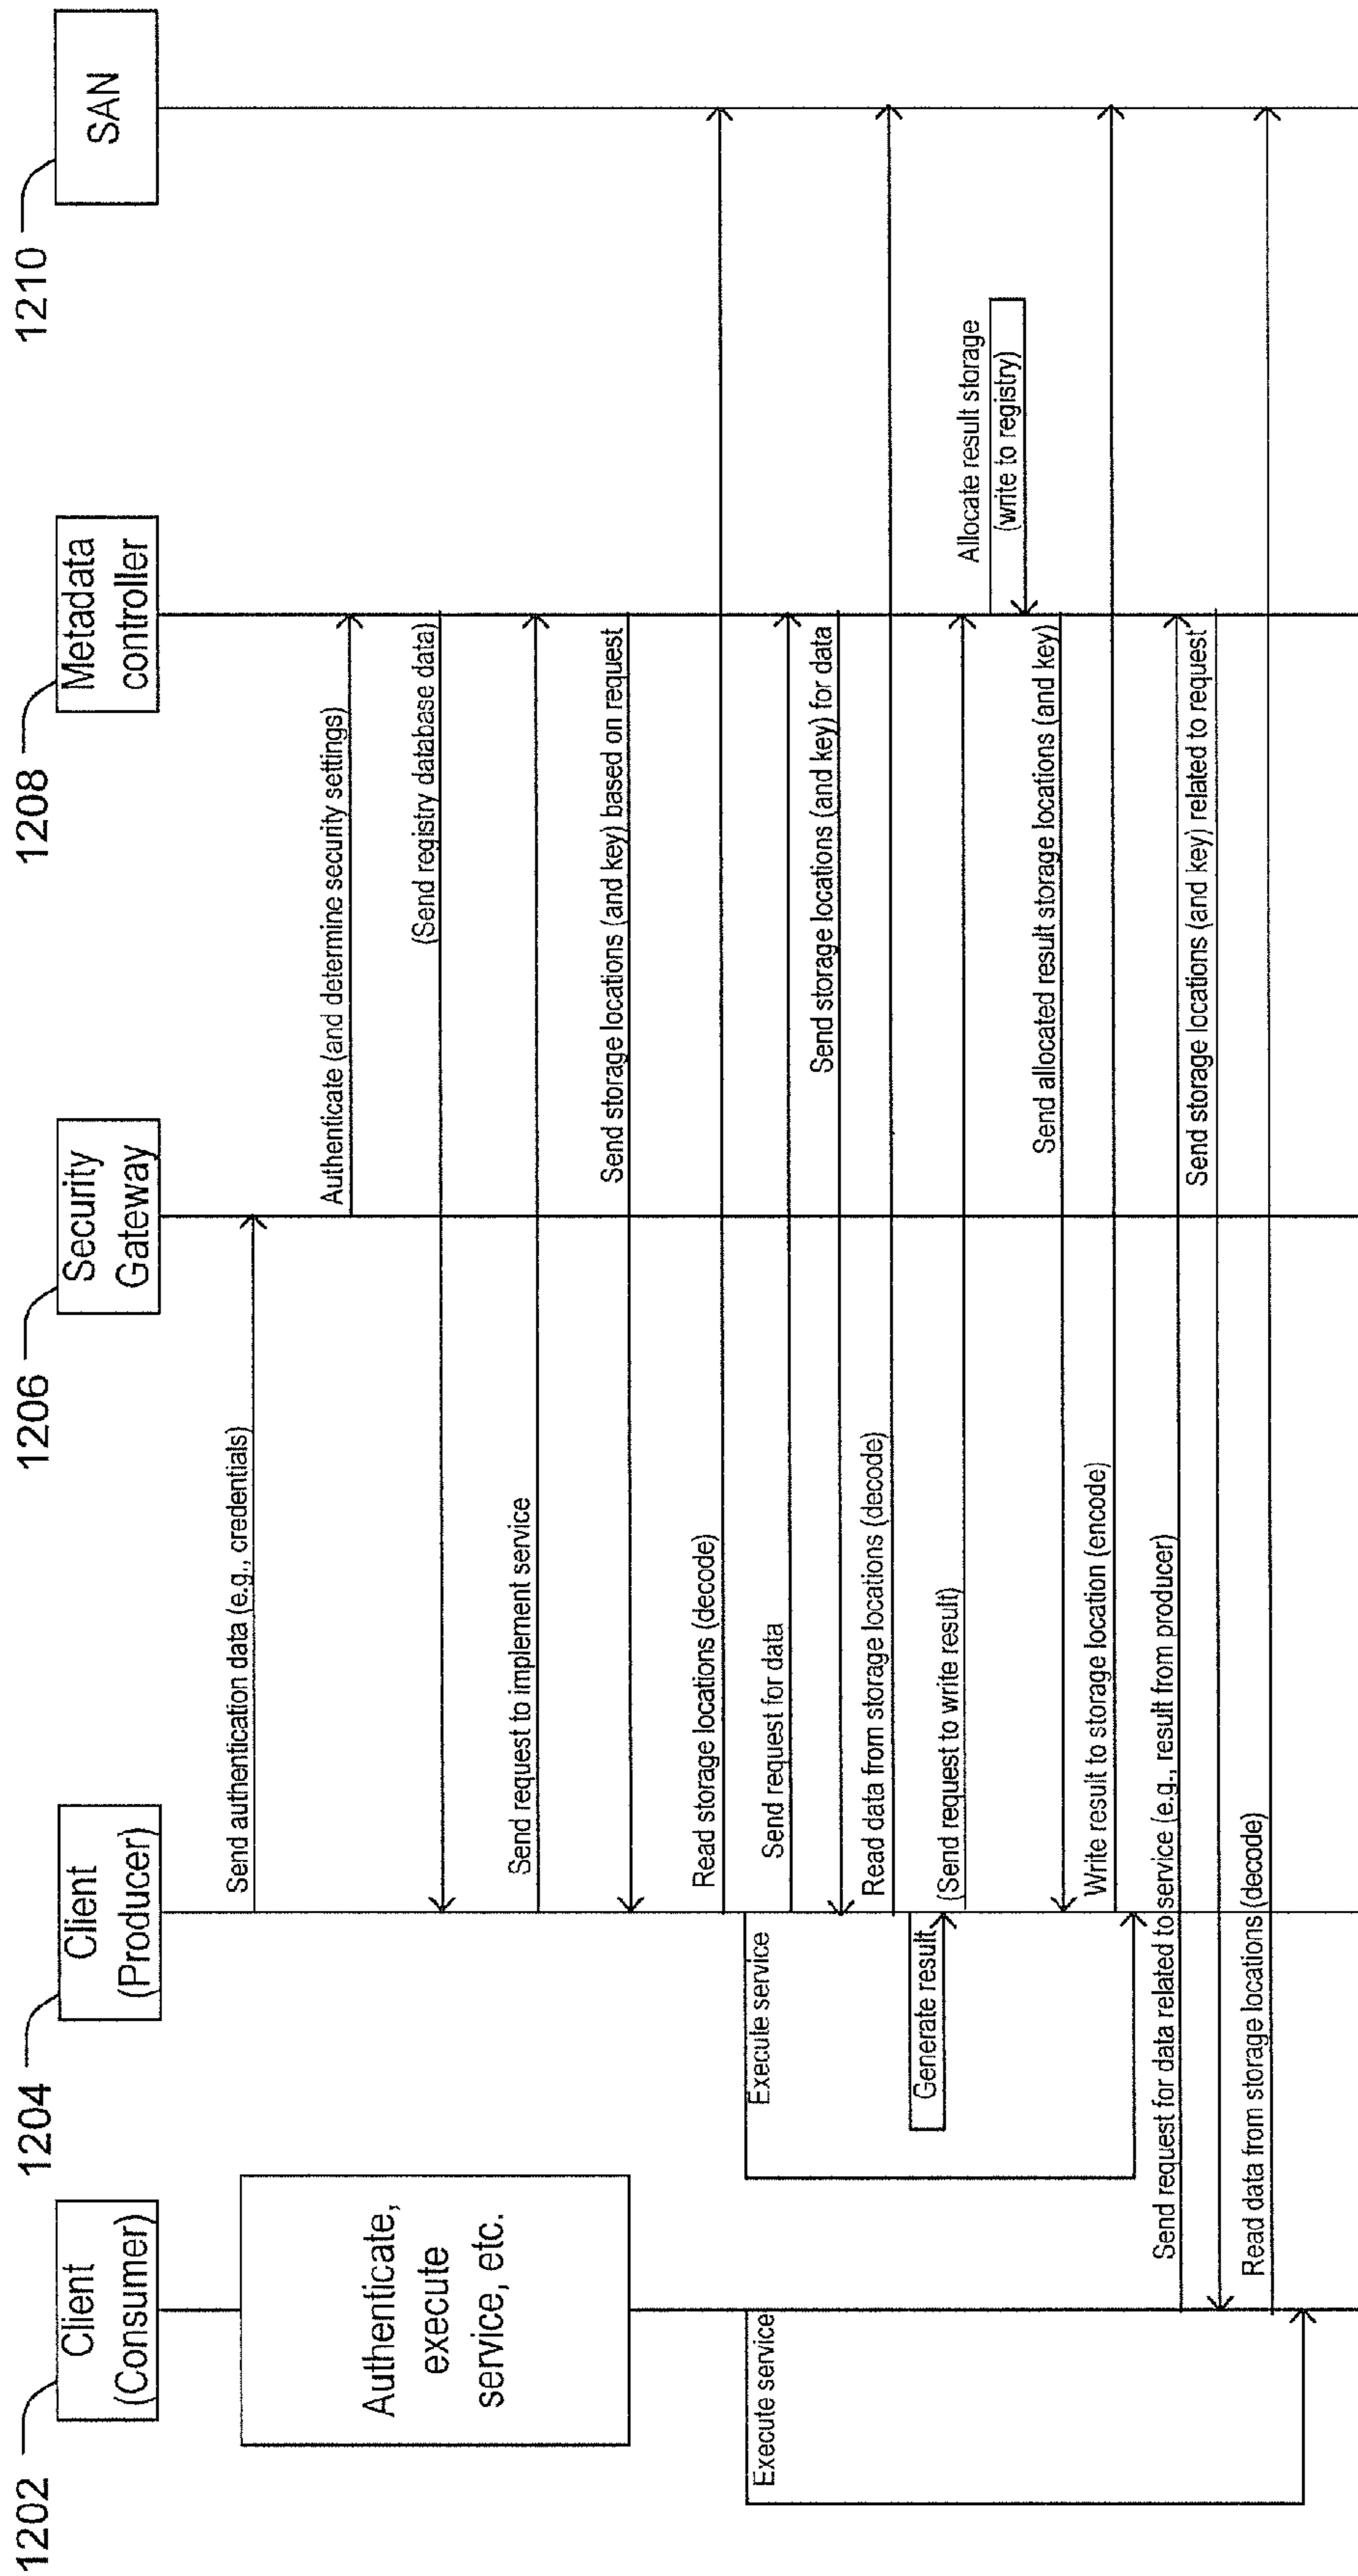 1202
Client
(Consumer)
1204
Client
(Producer)
1206
Security
Gateway
1208
Metadata
controller
1210
SAN
Authenticate,
execute
service, etc.
Send authentication data (e.g., credentials)
Authenticate (and determine security settings)
(Send registry database data)
Send request to implement service
Send storage locations (and key) based on request
Read storage locations (decode)
Execute service
Execute service
Send request for data
Send storage locations (and key) for data
Read data from storage locations (decode)
Generate result
(Send request to write result)
Allocate result storage
(write to registry)
Send allocated result storage locations (and key)
Write result to storage location (encode)
Send request for data related to service (e.g., result from producer)
Send storage locations (and key) related to request
Read data from storage locations (decode)